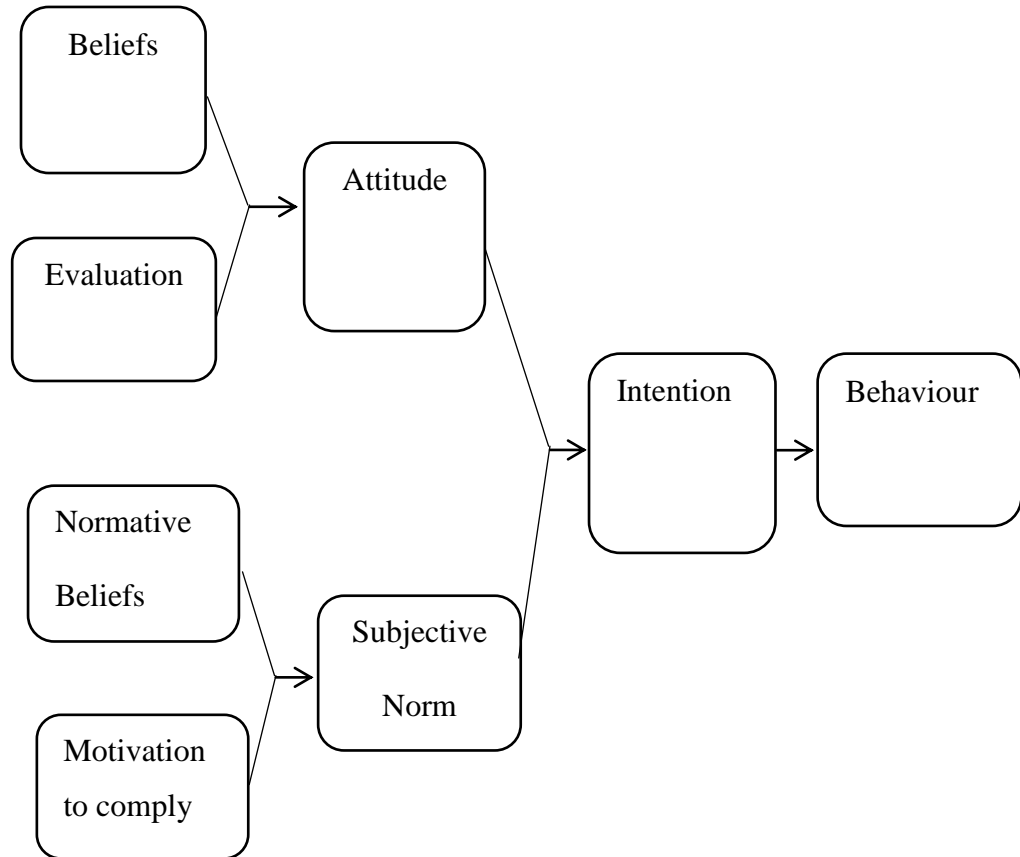 Beliefs
Evaluation
Attitude
Normative
Beliefs
Motivation
to comply
Subjective
Norm
Intention
Behaviour